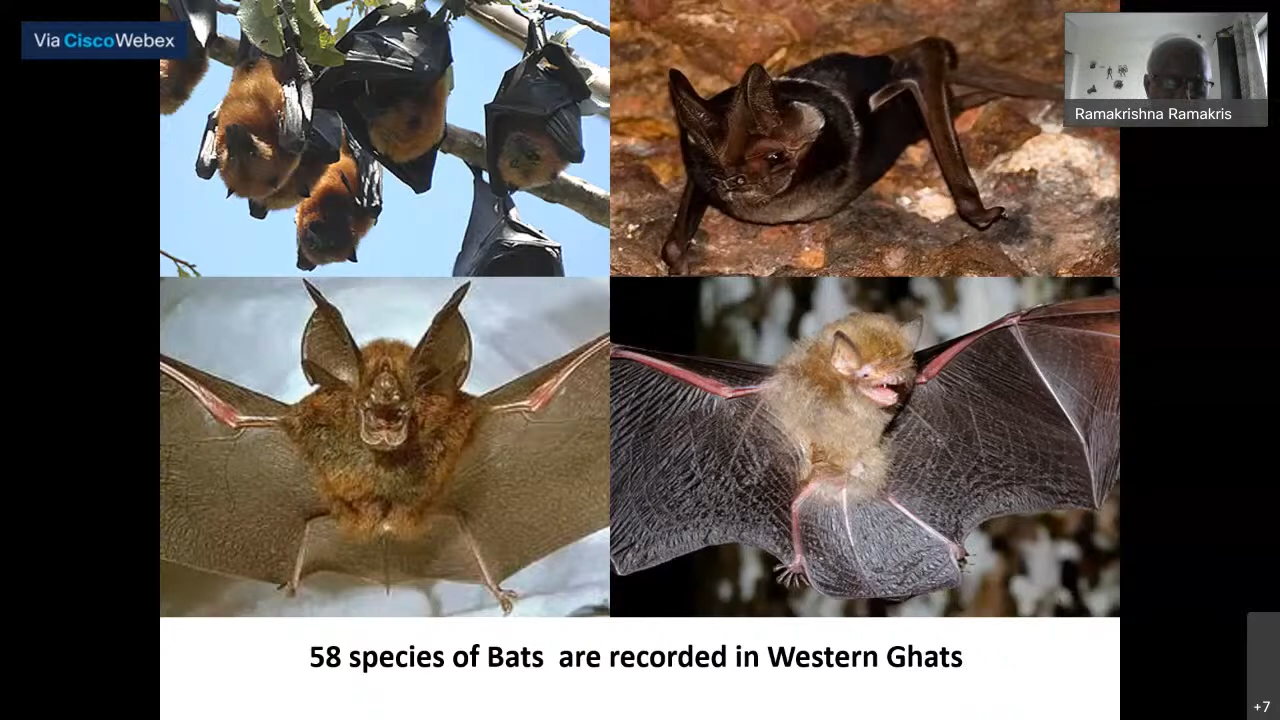 Via CiscoWebex
Ramakrishna Ramakris
58 species of Bats are recorded in Western Ghats
+7